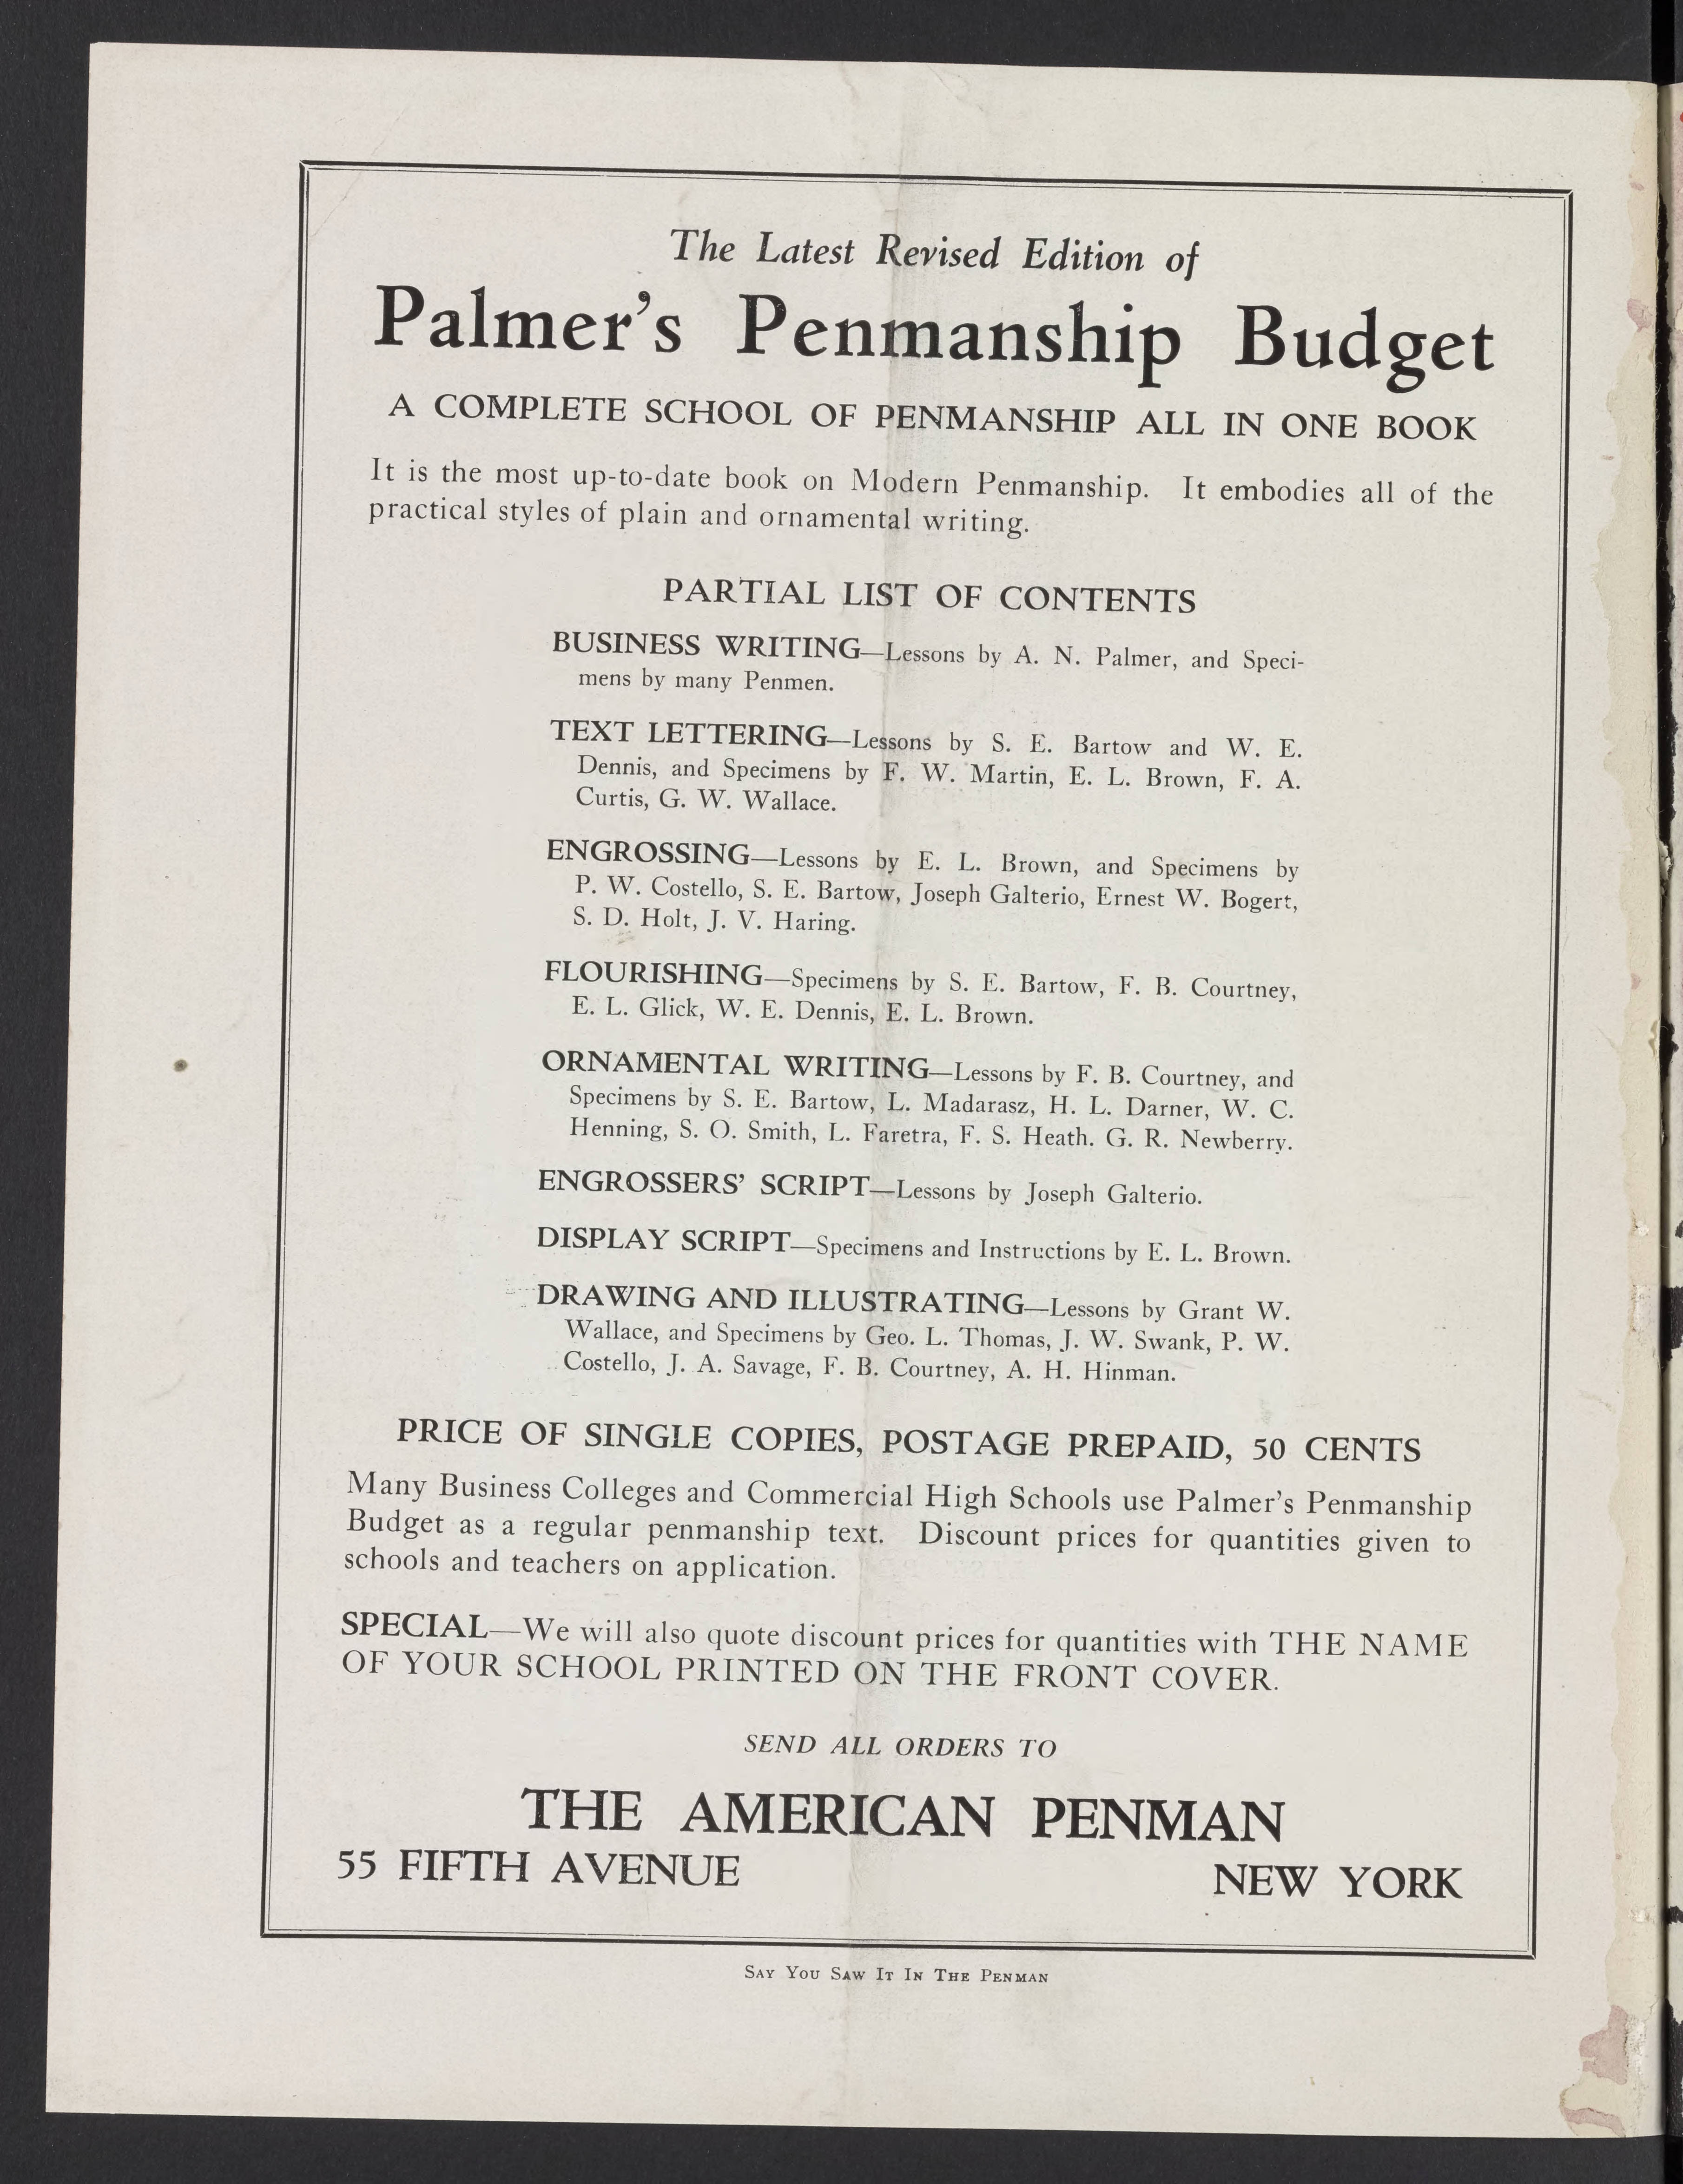 The Latest Revised Edition of
Palmer's Penmanship Budget
A COMPLETE SCHOOL OF PENMANSHIP ALL IN ONE BOOK
It is the most up-to-date book on Modern Penmanship. It embodies all of the
practical styles of plain and ornamental writing.
PARTIAL LIST OF CONTENTS
BUSINESS WRITING—Lessons by A. N. Palmer, and Speci-
mens by many Penmen.
TEXT LETTERING—Lessons by S. E. Bartow and W. E.
Dennis, and Specimens by F. W. Martin, E. L. Brown, F. A.
Curtis, G. W. Wallace.
ENGROSSING—Lessons by E. L. Brown, and Specimens by
P. W. Costello, S. E. Bartow, Joseph Galterio, Ernest W. Bogert,
S. D. Holt, J. V. Haring.
FLOURISHING—Specimens by S. E. Bartow, F. B. Courtney,
E. L. Glick, W. E. Dennis, E. L. Brown.
ORNAMENTAL WRITING—Lessons by F. B. Courtney, and
Specimens by S. E. Bartow, L. Madarasz, H. L. Darner, W. C.
Henning, S. O. Smith, L. Faretra, F. S. Heath. G. R. Newberry.
ENGROSSERS' SCRIPT—Lessons by Joseph Galterio.
DISPLAY SCRIPT—Specimens and Instructions by E. L. Brown.
DRAWING AND ILLUSTRATING—Lessons by Grant W.
Wallace, and Specimens by Geo. L. Thomas, J. W. Swank, P. W.
Costello, J. A. Savage, F. B. Courtney, A. H. Hinman.
PRICE OF SINGLE COPIES, POSTAGE PREPAID, 50 CENTS
Many Business Colleges and Commercial High Schools use Palmer's Penmanship
Budget as a regular penmanship text. Discount prices for quantities given to
schools and teachers on application.
SPECIAL—We will also quote discount prices for quantities with THE NAME
OF YOUR SCHOOL PRINTED ON THE FRONT COVER.
SEND ALL ORDERS TO
THE AMERICAN PENMAN
55 FIFTH AVENUE NEW YORK
SAY YOU SAW IT IN THE PENMAN